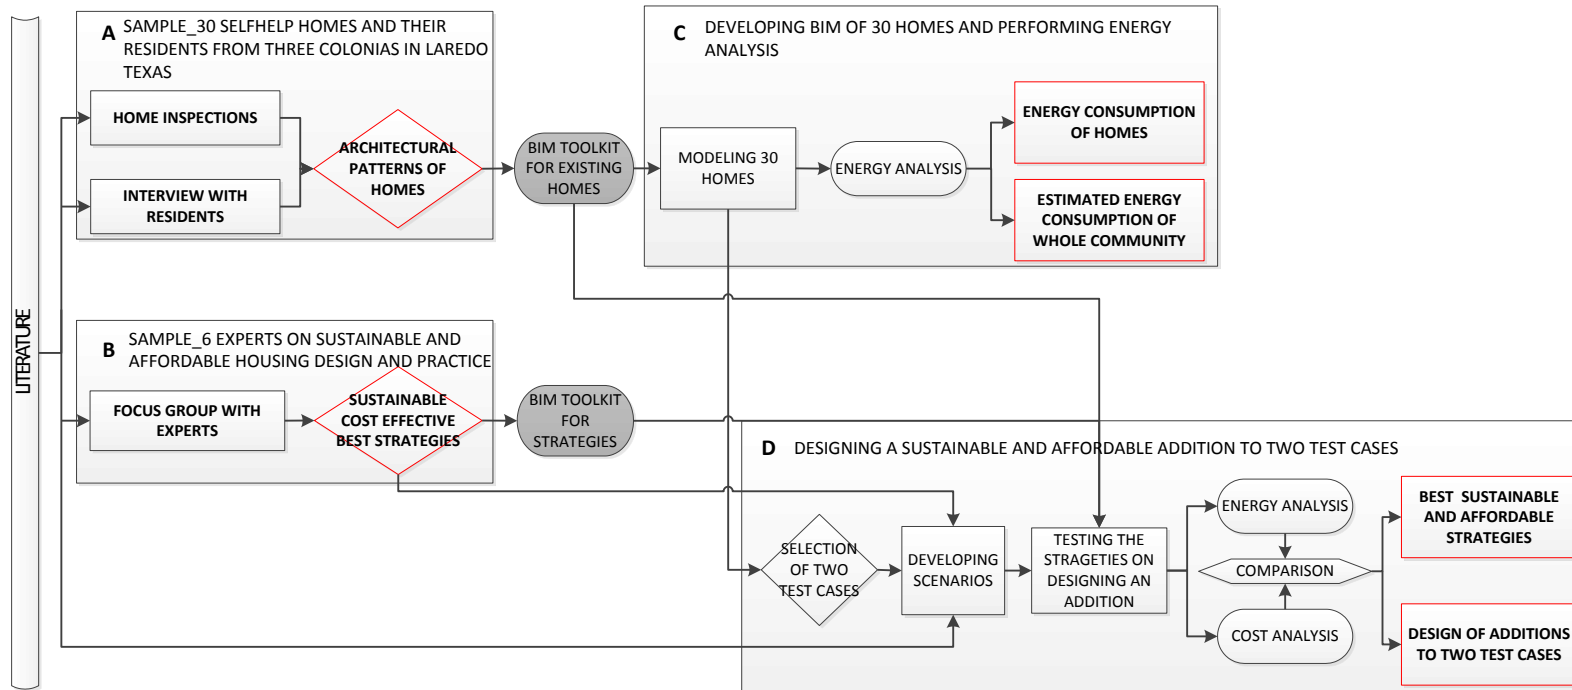 LITERATURE
A SAMPLE_30 SELFHELP HOMES AND THEIR
RESIDENTS FROM THREE COLONIAS IN LAREDO
TEXAS
HOME INSPECTIONS
INTERVIEW WITH
RESIDENTS
ARCHITECTURAL
PATTERNS OF
HOMES
BIM TOOLKIT
FOR EXISTING
HOMES
C DEVELOPING BIM OF 30 HOMES AND PERFORMING ENERGY
ANALYSIS
MODELING 30
HOMES
ENERGY ANALYSIS
ENERGY CONSUMPTION
OF HOMES
ESTIMATED ENERGY
CONSUMPTION OF
WHOLE COMMUNITY
B SAMPLE_6 EXPERTS ON SUSTAINABLE AND
AFFORDABLE HOUSING DESIGN AND PRACTICE
FOCUS GROUP WITH
EXPERTS
SUSTAINABLE
COST EFFECTIVE
BEST STRATEGIES
BIM TOOLKIT
FOR
STRATEGIES
D DESIGNING A SUSTAINABLE AND AFFORDABLE ADDITION TO TWO TEST CASES
SELECTION
OF TWO
TEST CASES
DEVELOPING
SCENARIOS
TESTING THE
STRAGETIES ON
DESIGNING AN
ADDITION
ENERGY ANALYSIS
COMPARISON
COST ANALYSIS
BEST SUSTAINABLE
AND AFFORDABLE
STRATEGIES
DESIGN OF ADDITIONS
TO TWO TEST CASES